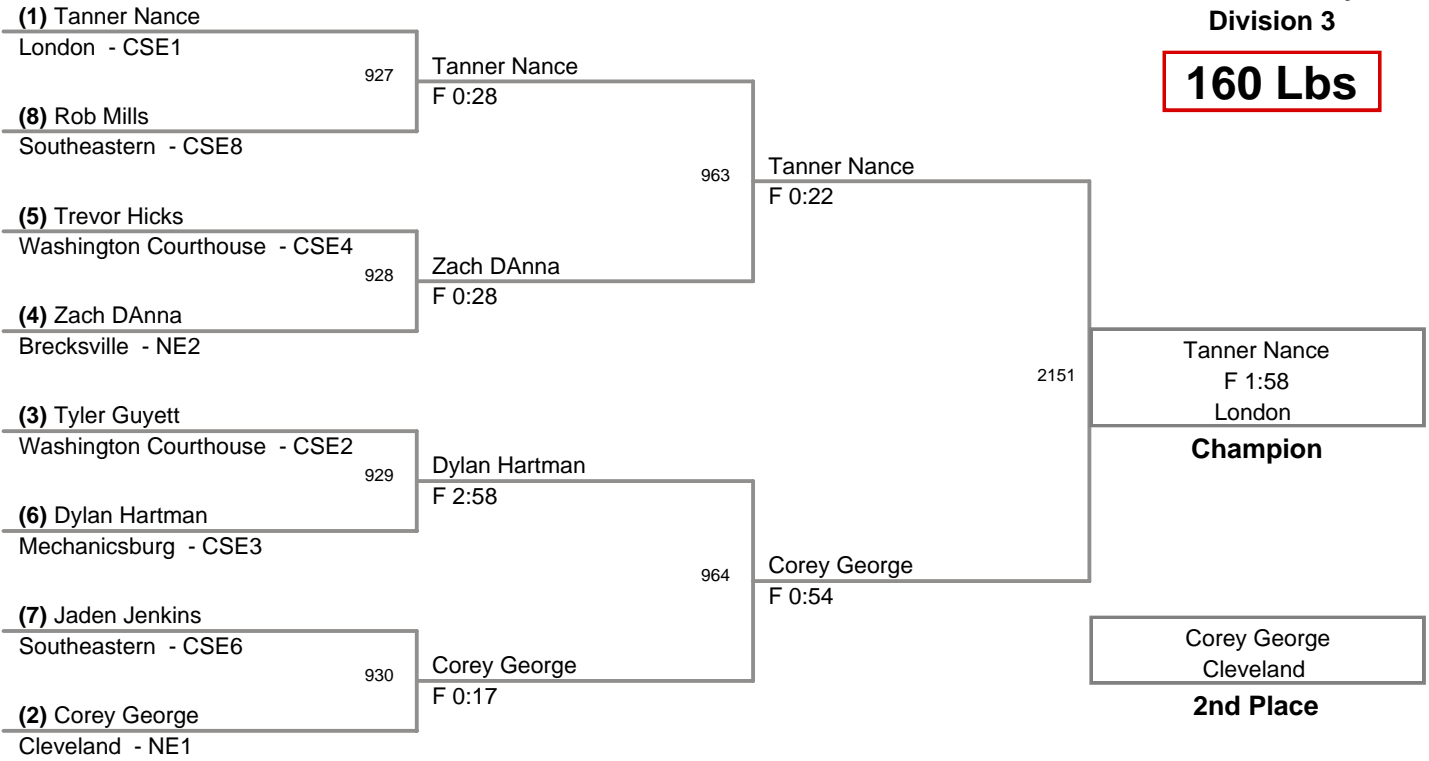 Division 3
160 Lbs
(1) Tanner Nance
London - CSE1
927
(8) Rob Mills
Southeastern - CSE8
(5) Trevor Hicks
Washington Courthouse - CSE4
928
(4) Zach DAnna
Brecksville - NE2
(3) Tyler Guyett
Washington Courthouse - CSE2
929
(6) Dylan Hartman
Mechanicsburg - CSE3
(7) Jaden Jenkins
Southeastern - CSE6
930
(2) Corey George
Cleveland - NE1
Tanner Nance
F 0:28
963
Zach DAnna
F 0:28
Dylan Hartman
F 2:58
964
Corey George
F 0:17
Tanner Nance
F 0:22
2151
Corey George
F 0:54
Tanner Nance
F 1:58
London
Champion
Corey George
Cleveland
2nd Place